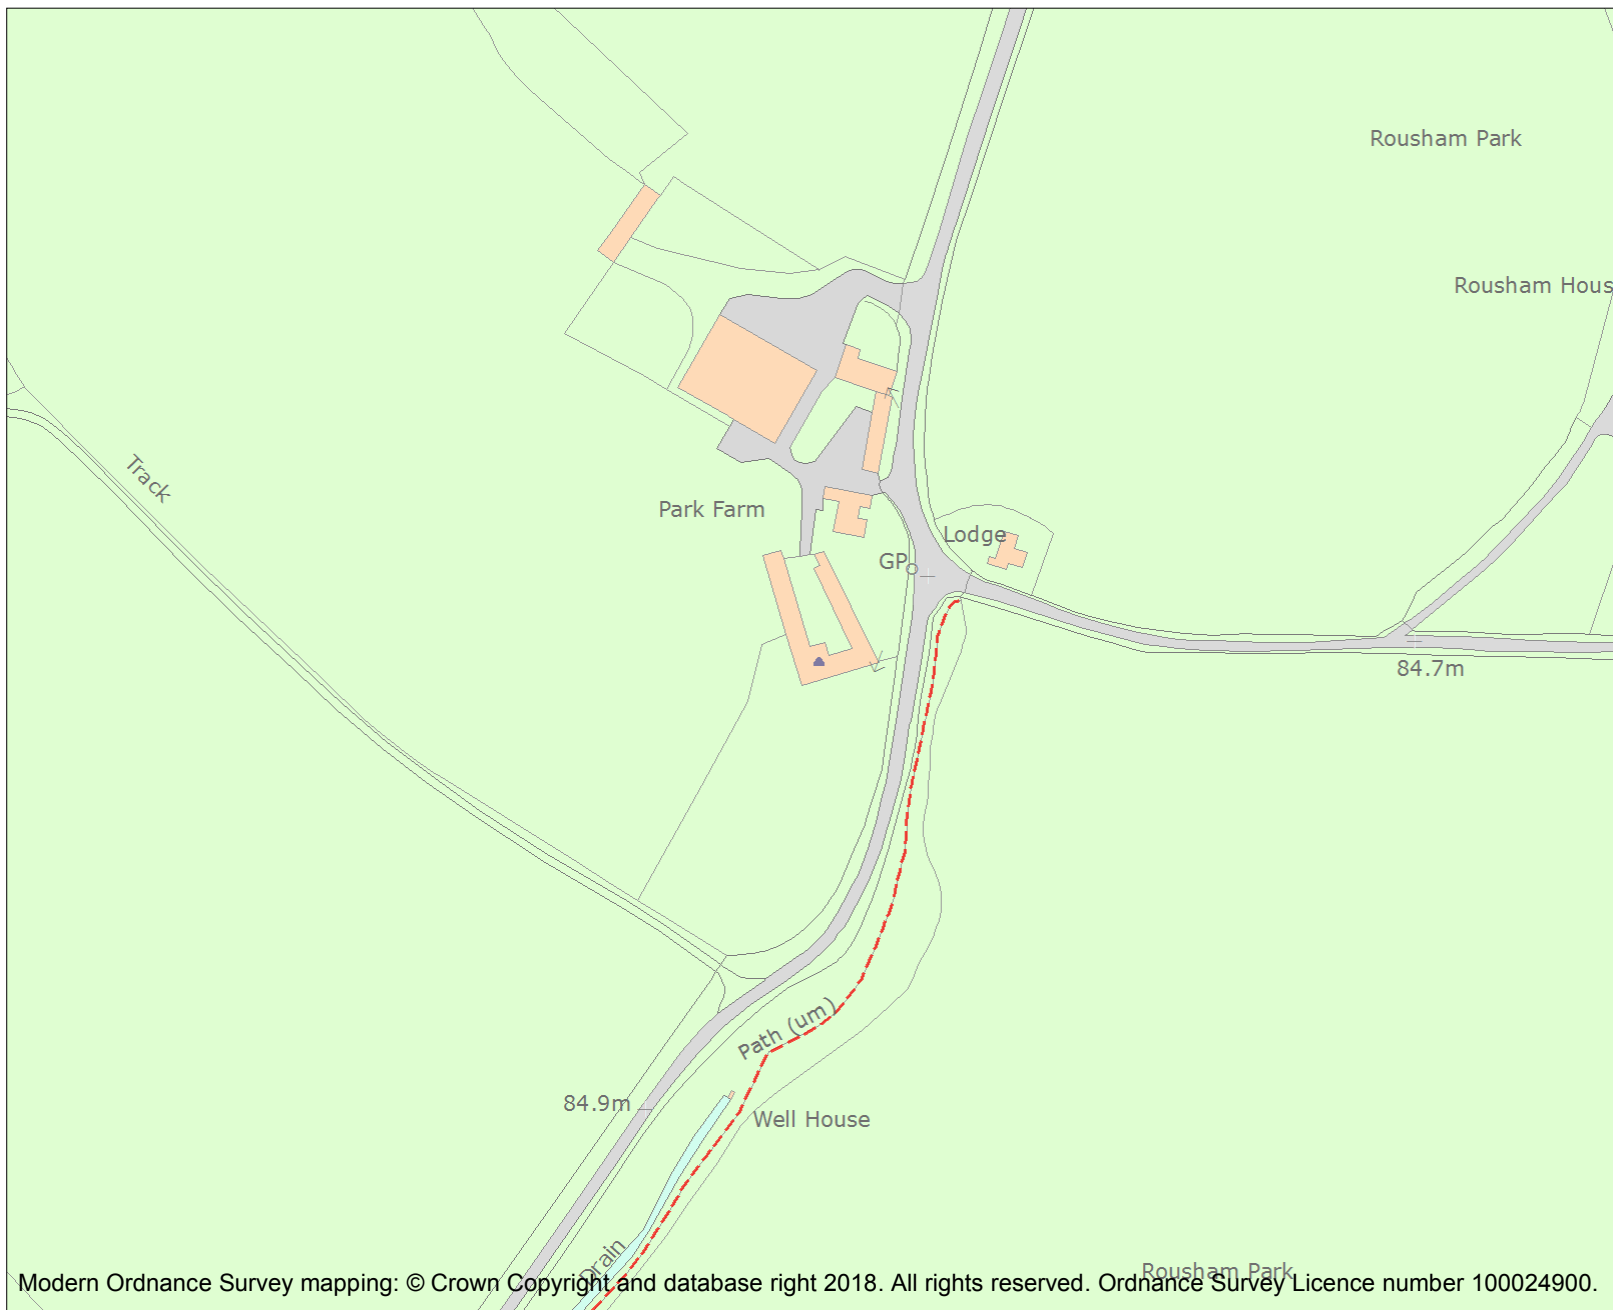 Rousham Park
Rousham Hous
Track
Park Farm
Lodge
GP
84.7m
Path (um)
84.9m
Well House
Drain
Rousham Park
Modern Ordnance Survey mapping: © Crown Copyright and database right 2018. All rights reserved. Ordnance Survey Licence number 100024900.